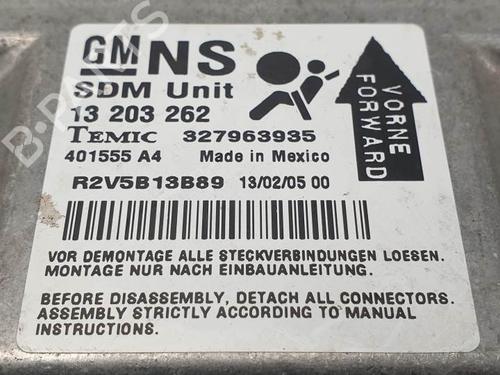 GM NS
SDM Unit
13 203 262
TEMIC 327963935
401555 A4 Made in Mexico
R2V5B13B89 13/02/05 00
VORNE
FORWARD
VOR DEMONTAGE ALLE STECKVERBINDUNGEN LOESEN.
MONTAGE NUR NACH EINBAUANLEITUNG.
BEFORE DISASSEMBLY, DETACH ALL CONNECTORS.
ASSEMBLY STRICTLY ACCORDING TO MANUAL
INSTRUCTIONS.
B-PARTS